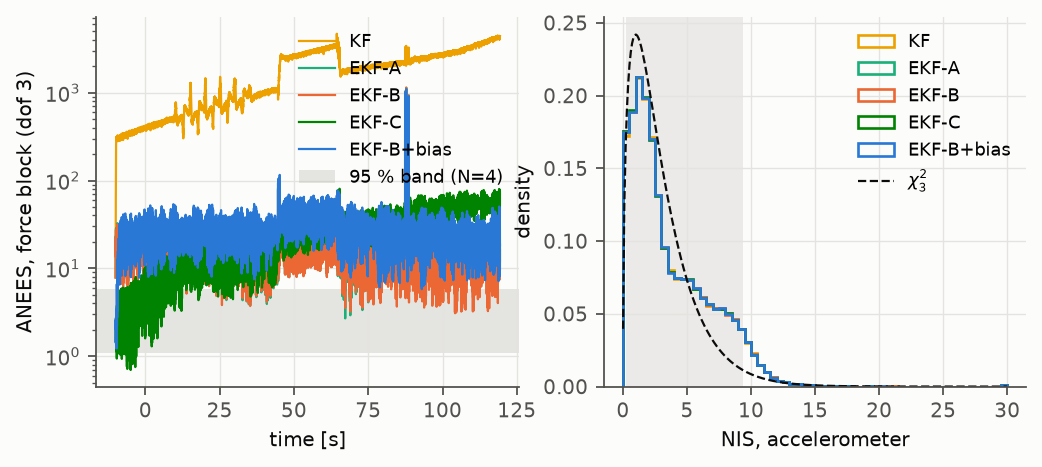 ANEES, force block (dof 3)
10³
10²
10¹
10⁰
KF
EKF-A
EKF-B
EKF-C
EKF-B+bias
95 % band (N=4)
0
25
50
75
100
125
time [s]
density
0.25
0.20
0.15
0.10
0.05
0.00
KF
EKF-A
EKF-B
EKF-C
EKF-B+bias
χ²₃
0
5
10
15
20
25
30
NIS, accelerometer